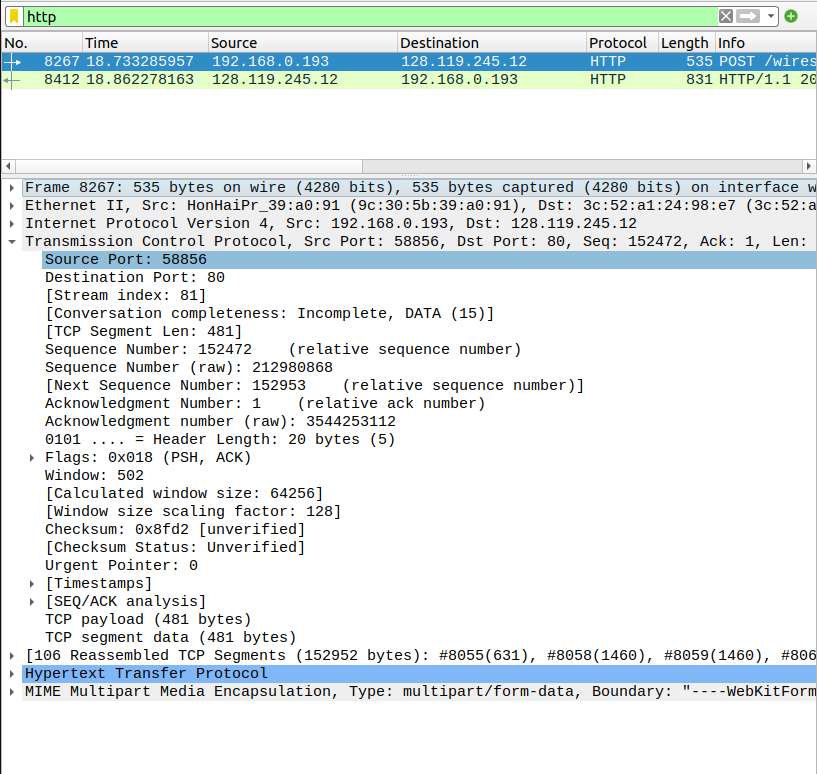 http
No. Time Source Destination Protocol Length Info
8267 18.733285957 192.168.0.193 128.119.245.12 HTTP 535 POST /wires
8412 18.862278163 128.119.245.12 192.168.0.193 HTTP 831 HTTP/1.1 20
Frame 8267: 535 bytes on wire (4280 bits), 535 bytes captured (4280 bits) on interface w
Ethernet II, Src: HonHaiPr_39:a0:91 (9c:30:5b:39:a0:91), Dst: 3c:52:a1:24:98:e7 (3c:52:a
Internet Protocol Version 4, Src: 192.168.0.193, Dst: 128.119.245.12
Transmission Control Protocol, Src Port: 58856, Dst Port: 80, Seq: 152472, Ack: 1, Len:
Source Port: 58856
Destination Port: 80
[Stream index: 81]
[Conversation completeness: Incomplete, DATA (15)]
[TCP Segment Len: 481]
Sequence Number: 152472 (relative sequence number)
Sequence Number (raw): 212980868
[Next Sequence Number: 152953 (relative sequence number)]
Acknowledgment Number: 1 (relative ack number)
Acknowledgment number (raw): 3544253112
0101 .... = Header Length: 20 bytes (5)
Flags: 0x018 (PSH, ACK)
Window: 502
[Calculated window size: 64256]
[Window size scaling factor: 128]
Checksum: 0x8fd2 [unverified]
[Checksum Status: Unverified]
Urgent Pointer: 0
[Timestamps]
[SEQ/ACK analysis]
TCP payload (481 bytes)
TCP segment data (481 bytes)
[106 Reassembled TCP Segments (152952 bytes): #8055(631), #8058(1460), #8059(1460), #806
Hypertext Transfer Protocol
MIME Multipart Media Encapsulation, Type: multipart/form-data, Boundary: "----WebKitForm